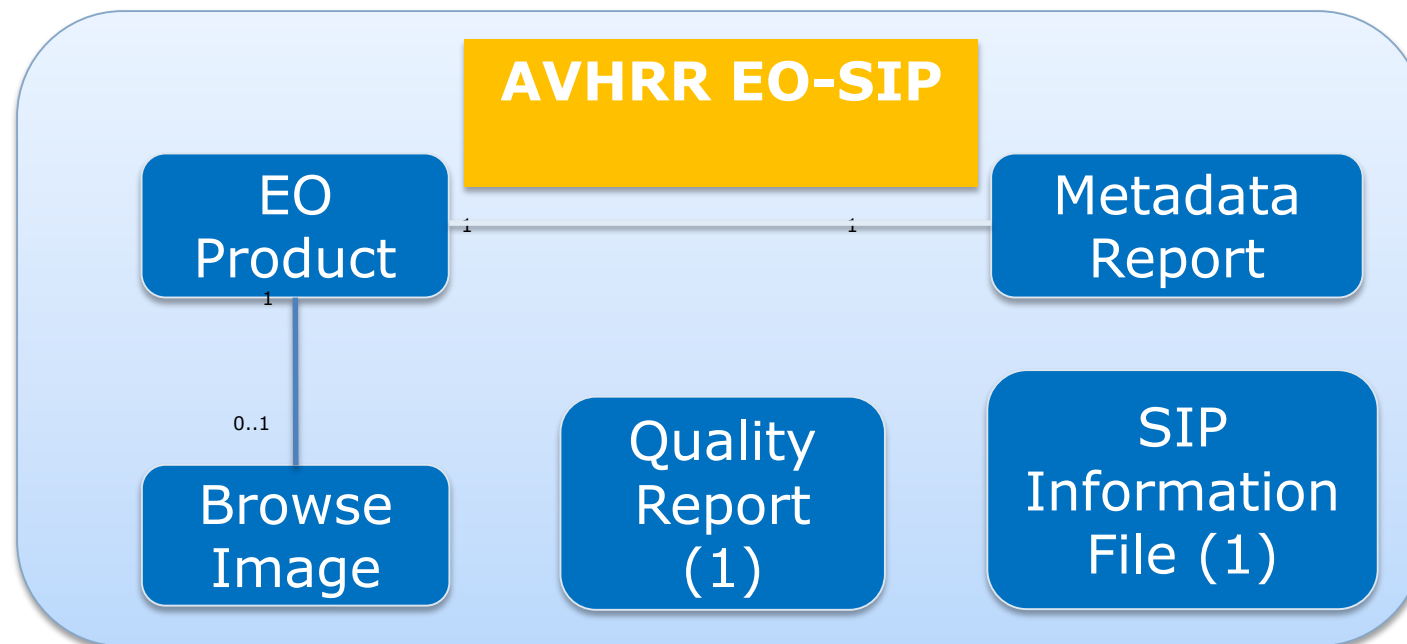 AVHRR EO-SIP
EO
Product
Metadata
Report
1
1
1
0..1
Browse
Image
Quality
Report
(1)
SIP
Information
File (1)